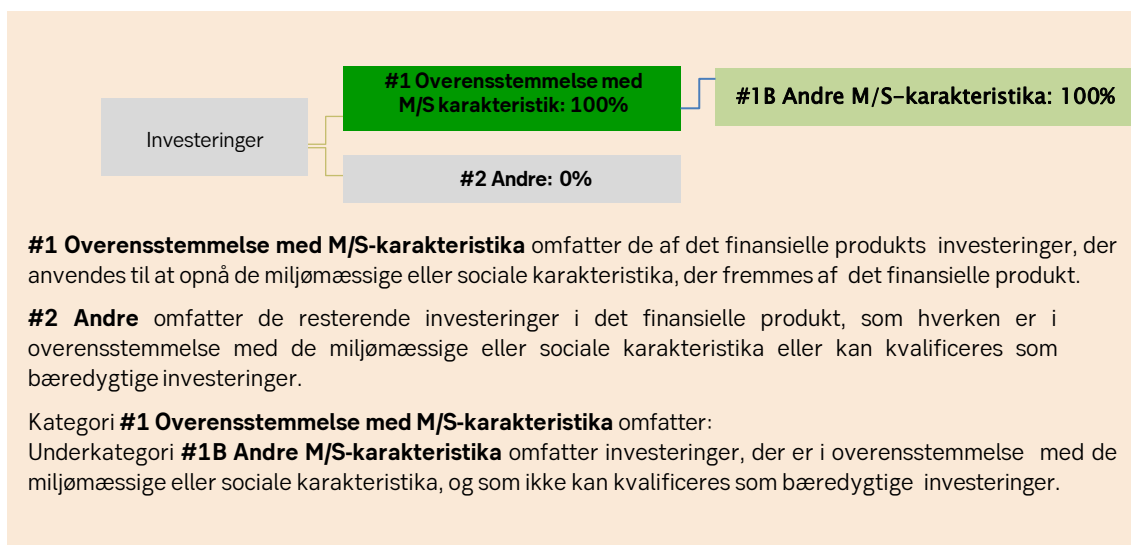 #1 Overensstemmelse med
M/S karakteristik: 100%
#1B Andre M/S-karakteristika: 100%
Investeringer
#2 Andre: 0%
#1 Overensstemmelse med M/S-karakteristika omfatter de af det finansielle produkts investeringer, der
anvendes til at opnå de miljømæssige eller sociale karakteristika, der fremmes af det finansielle produkt.
#2 Andre omfatter de resterende investeringer i det finansielle produkt, som hverken er i
overensstemmelse med de miljømæssige eller sociale karakteristika eller kan kvalificeres som
bæredygtige investeringer.
Kategori #1 Overensstemmelse med M/S-karakteristika omfatter:
Underkategori #1B Andre M/S-karakteristika omfatter investeringer, der er i overensstemmelse med de
miljømæssige eller sociale karakteristika, og som ikke kan kvalificeres som bæredygtige investeringer.